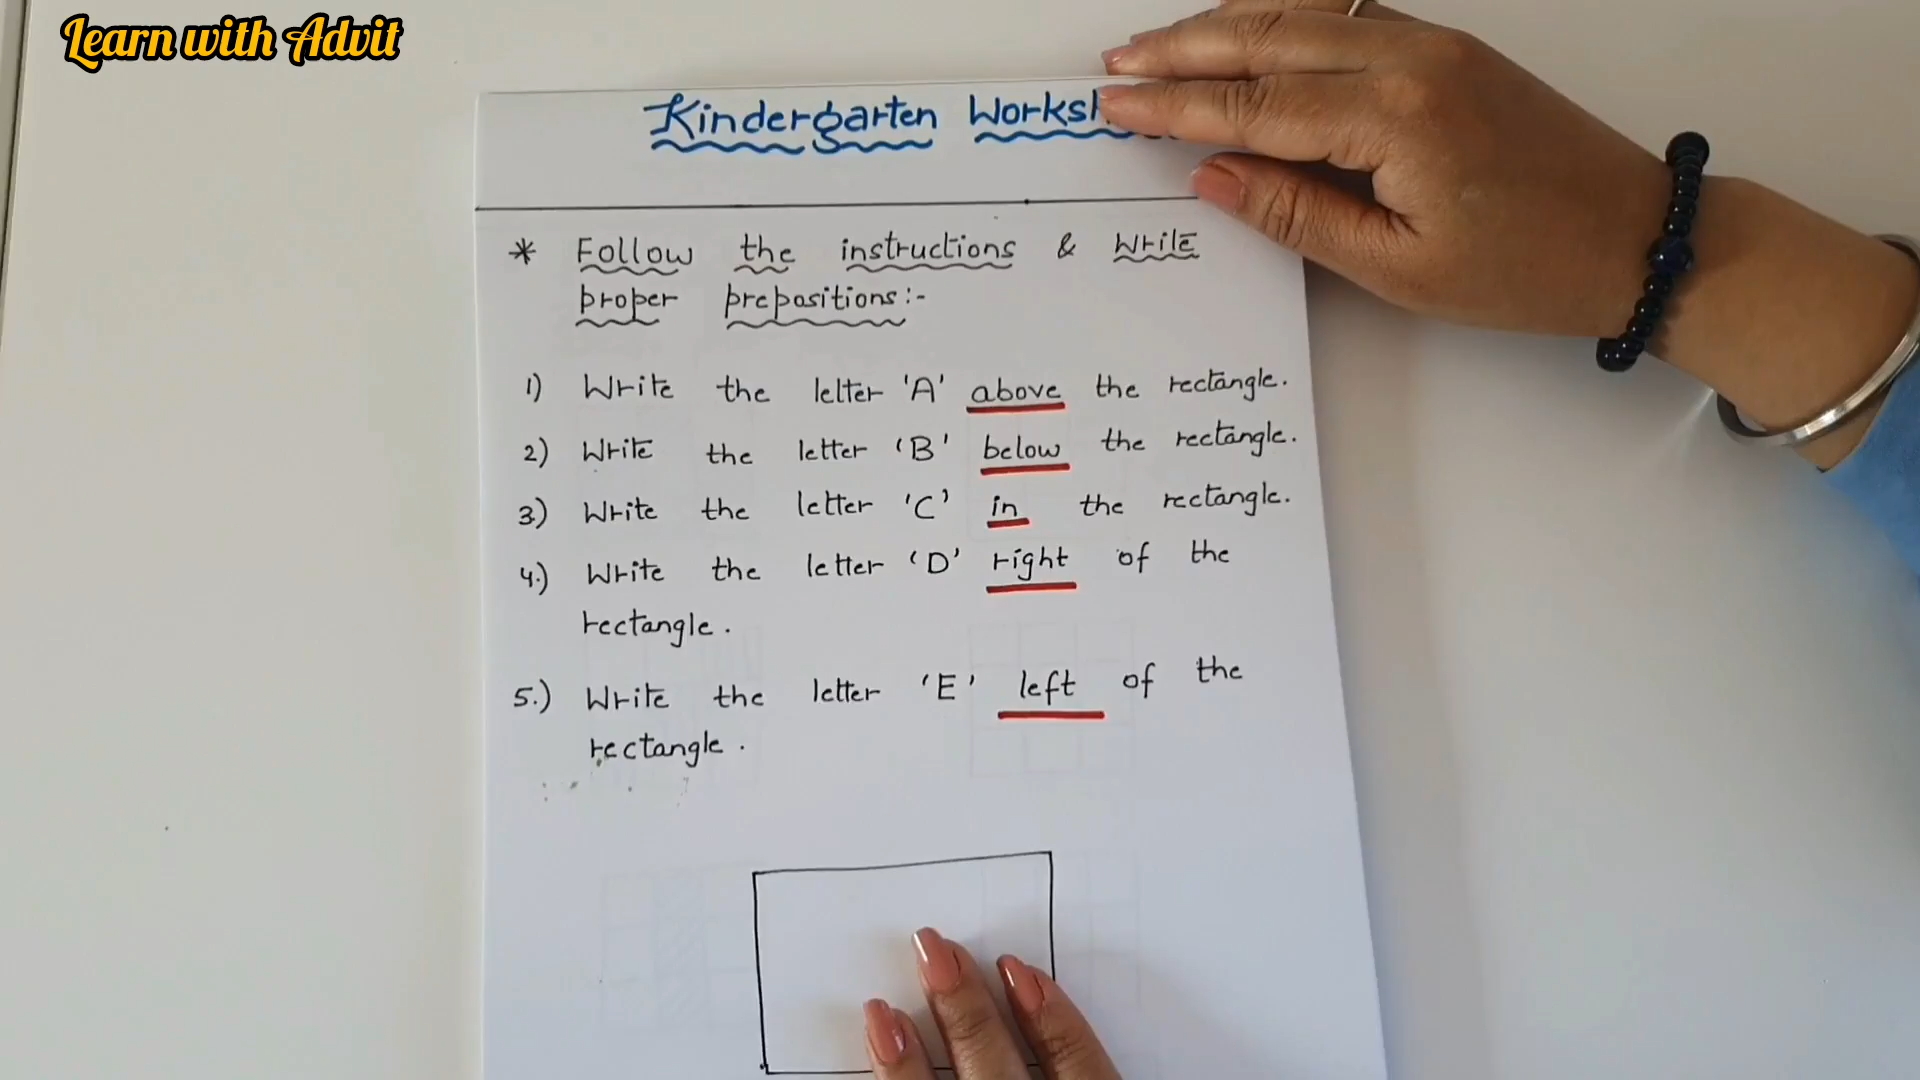 Learn with Advit
Kindergarten
* Follow the instructions & Write
proper prepositions:-
1) Write the letter 'A' above the rectangle.
2) Write the letter 'B' below the rectangle.
3) Write the letter 'C' in the rectangle.
4.) Write the letter 'D' right of the
rectangle.
5.) Write the letter 'E' left of the
rectangle.